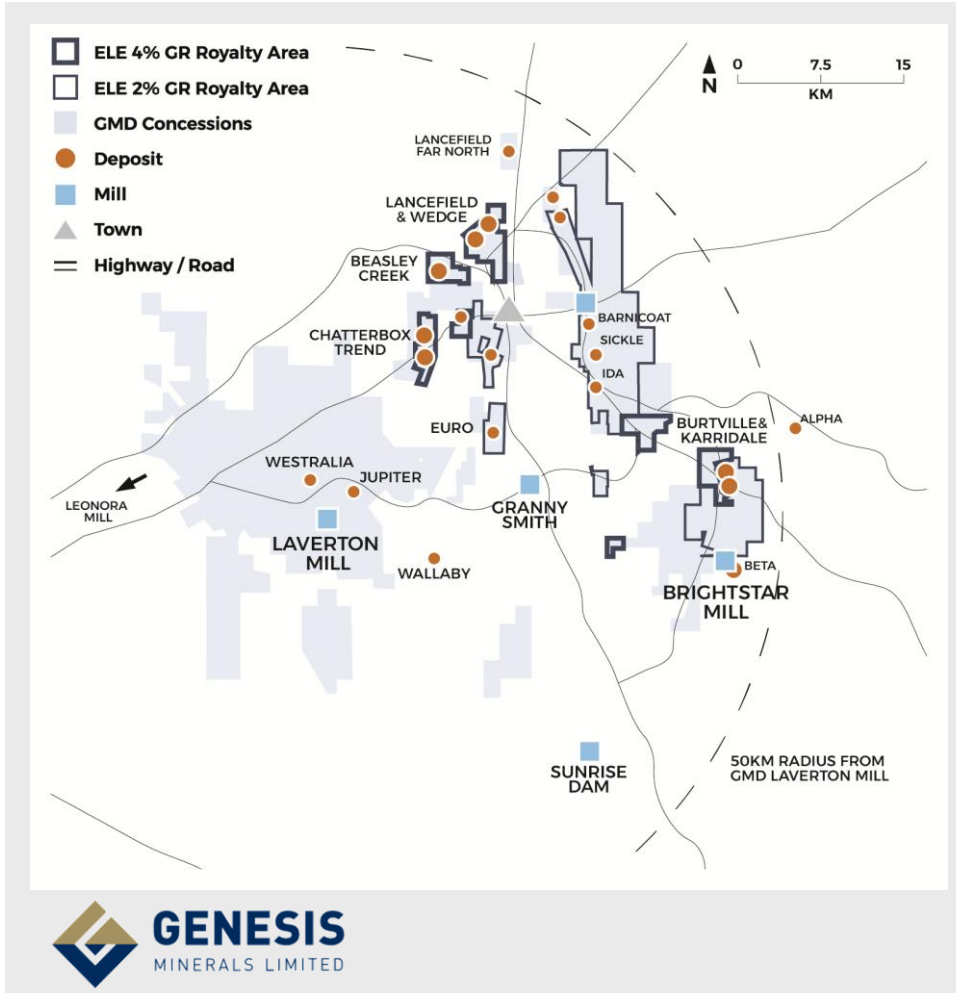 ELE 4% GR Royalty Area
ELE 2% GR Royalty Area
GMD Concessions
Deposit
Mill
Town
Highway / Road
N
0 7.5 15
KM
LANCEFIELD
FAR NORTH
LANCEFIELD
& WEDGE
BEASLEY
CREEK
CHATTERBOX
TREND
BARNICOAT
SICKLE
IDA
EURO
BURTVILLE&
KARRIDALE
ALPHA
WESTRALIA
JUPITER
LEONORA
MILL
GRANNY
SMITH
LAVERTON
MILL
WALLABY
BETA
BRIGHTSTAR
MILL
SUNRISE
DAM
50KM RADIUS FROM
GMD LAVERTON MILL
GENESIS
MINERALS LIMITED